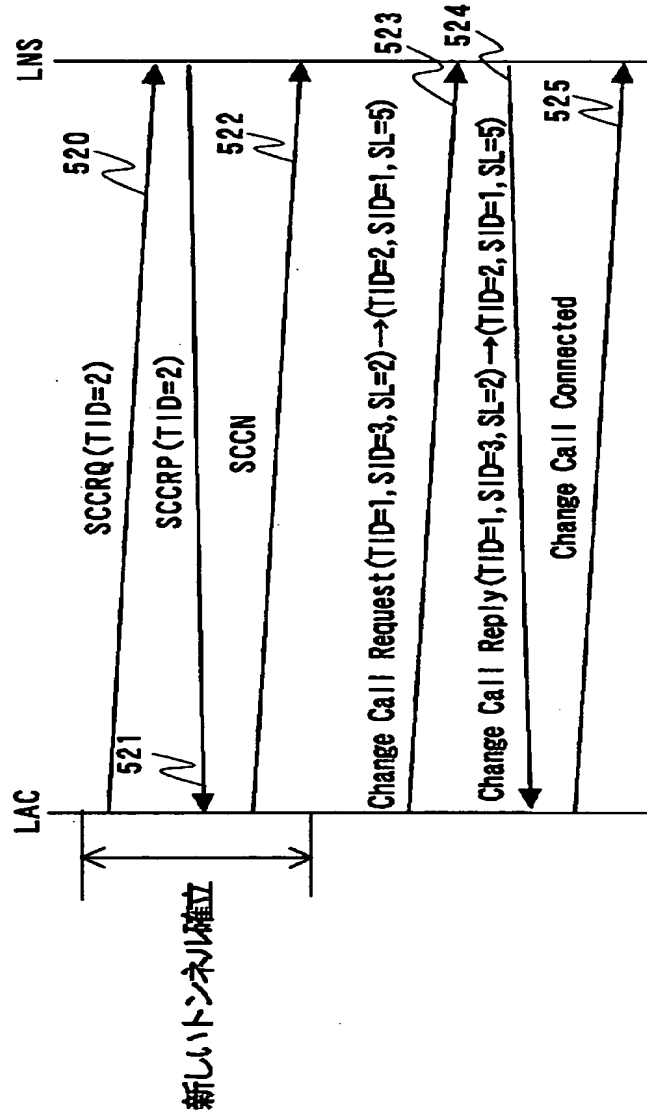 LAC
LNS
新しいトンネル確立
SCCRQ(TID=2)
520
SCCRP(TID=2)
521
SCCN
522
Change Call Request(TID=1,SID=3,SL=2)→(TID=2,SID=1,SL=5)
523
Change Call Reply(TID=1,SID=3,SL=2)→(TID=2,SID=1,SL=5)
524
Change Call Connected
525